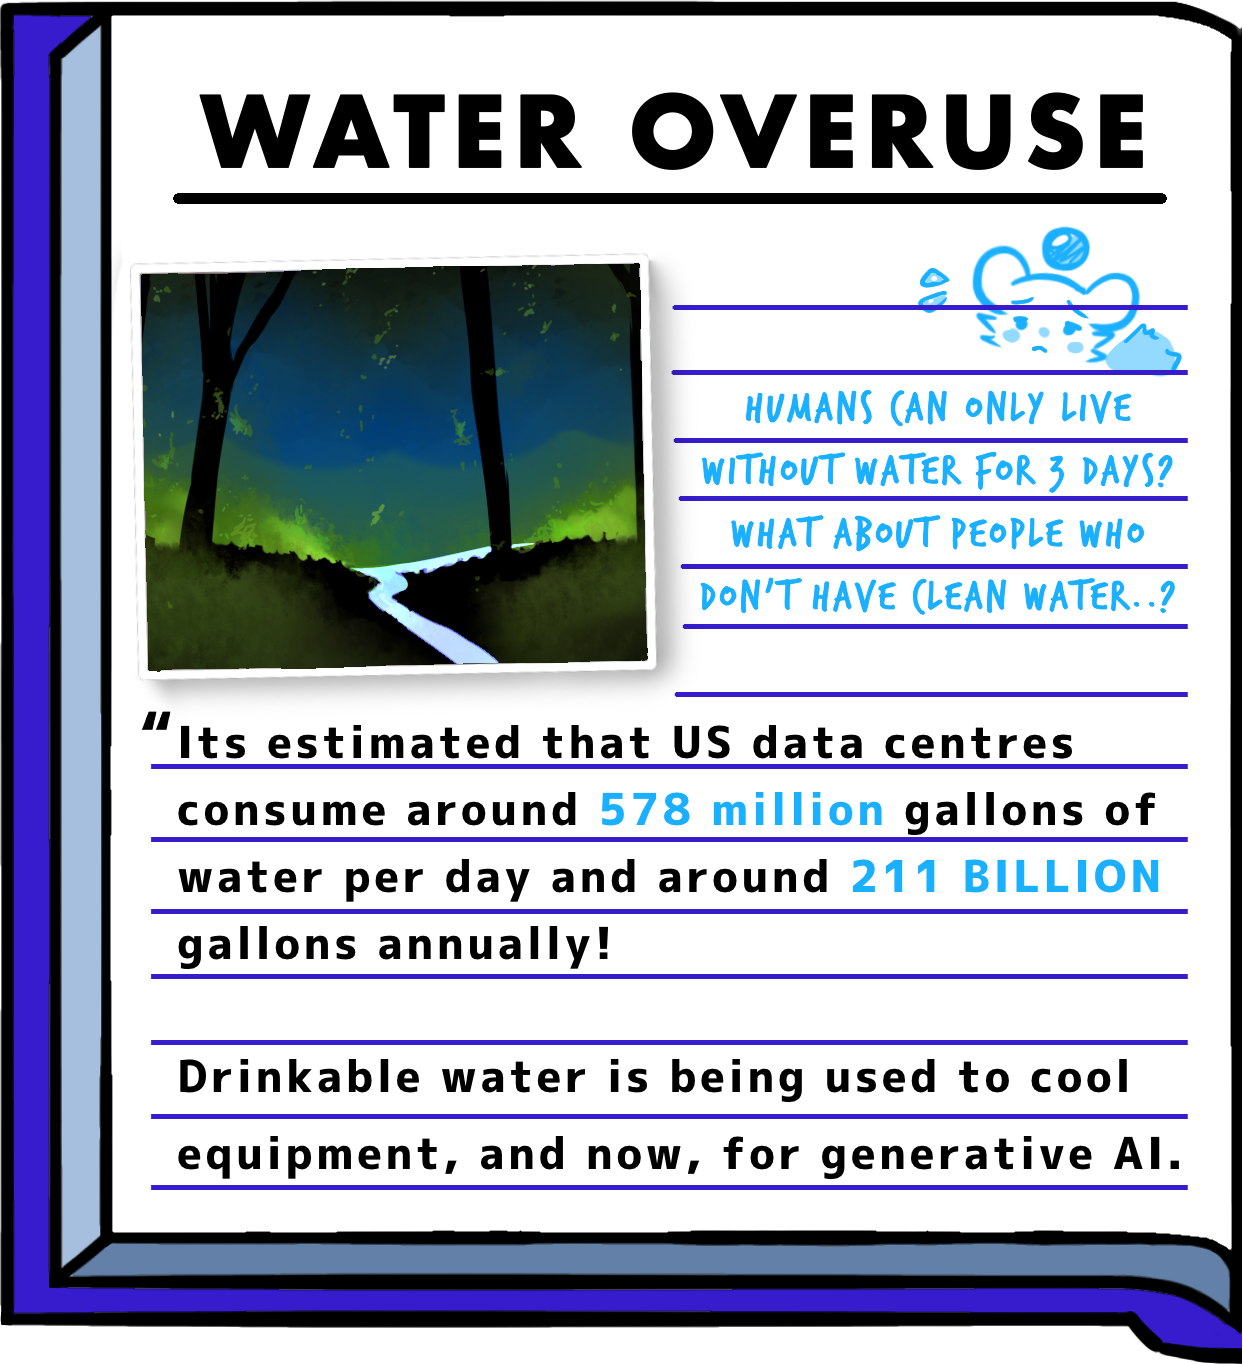 WATER OVERUSE
HUMANS CAN ONLY LIVE
WITHOUT WATER FOR 3 DAYS?
WHAT ABOUT PEOPLE WHO
DON'T HAVE CLEAN WATER..?
“Its estimated that US data centres
consume around 578 million gallons of
water per day and around 211 BILLION
gallons annually!
Drinkable water is being used to cool
equipment, and now, for generative AI.